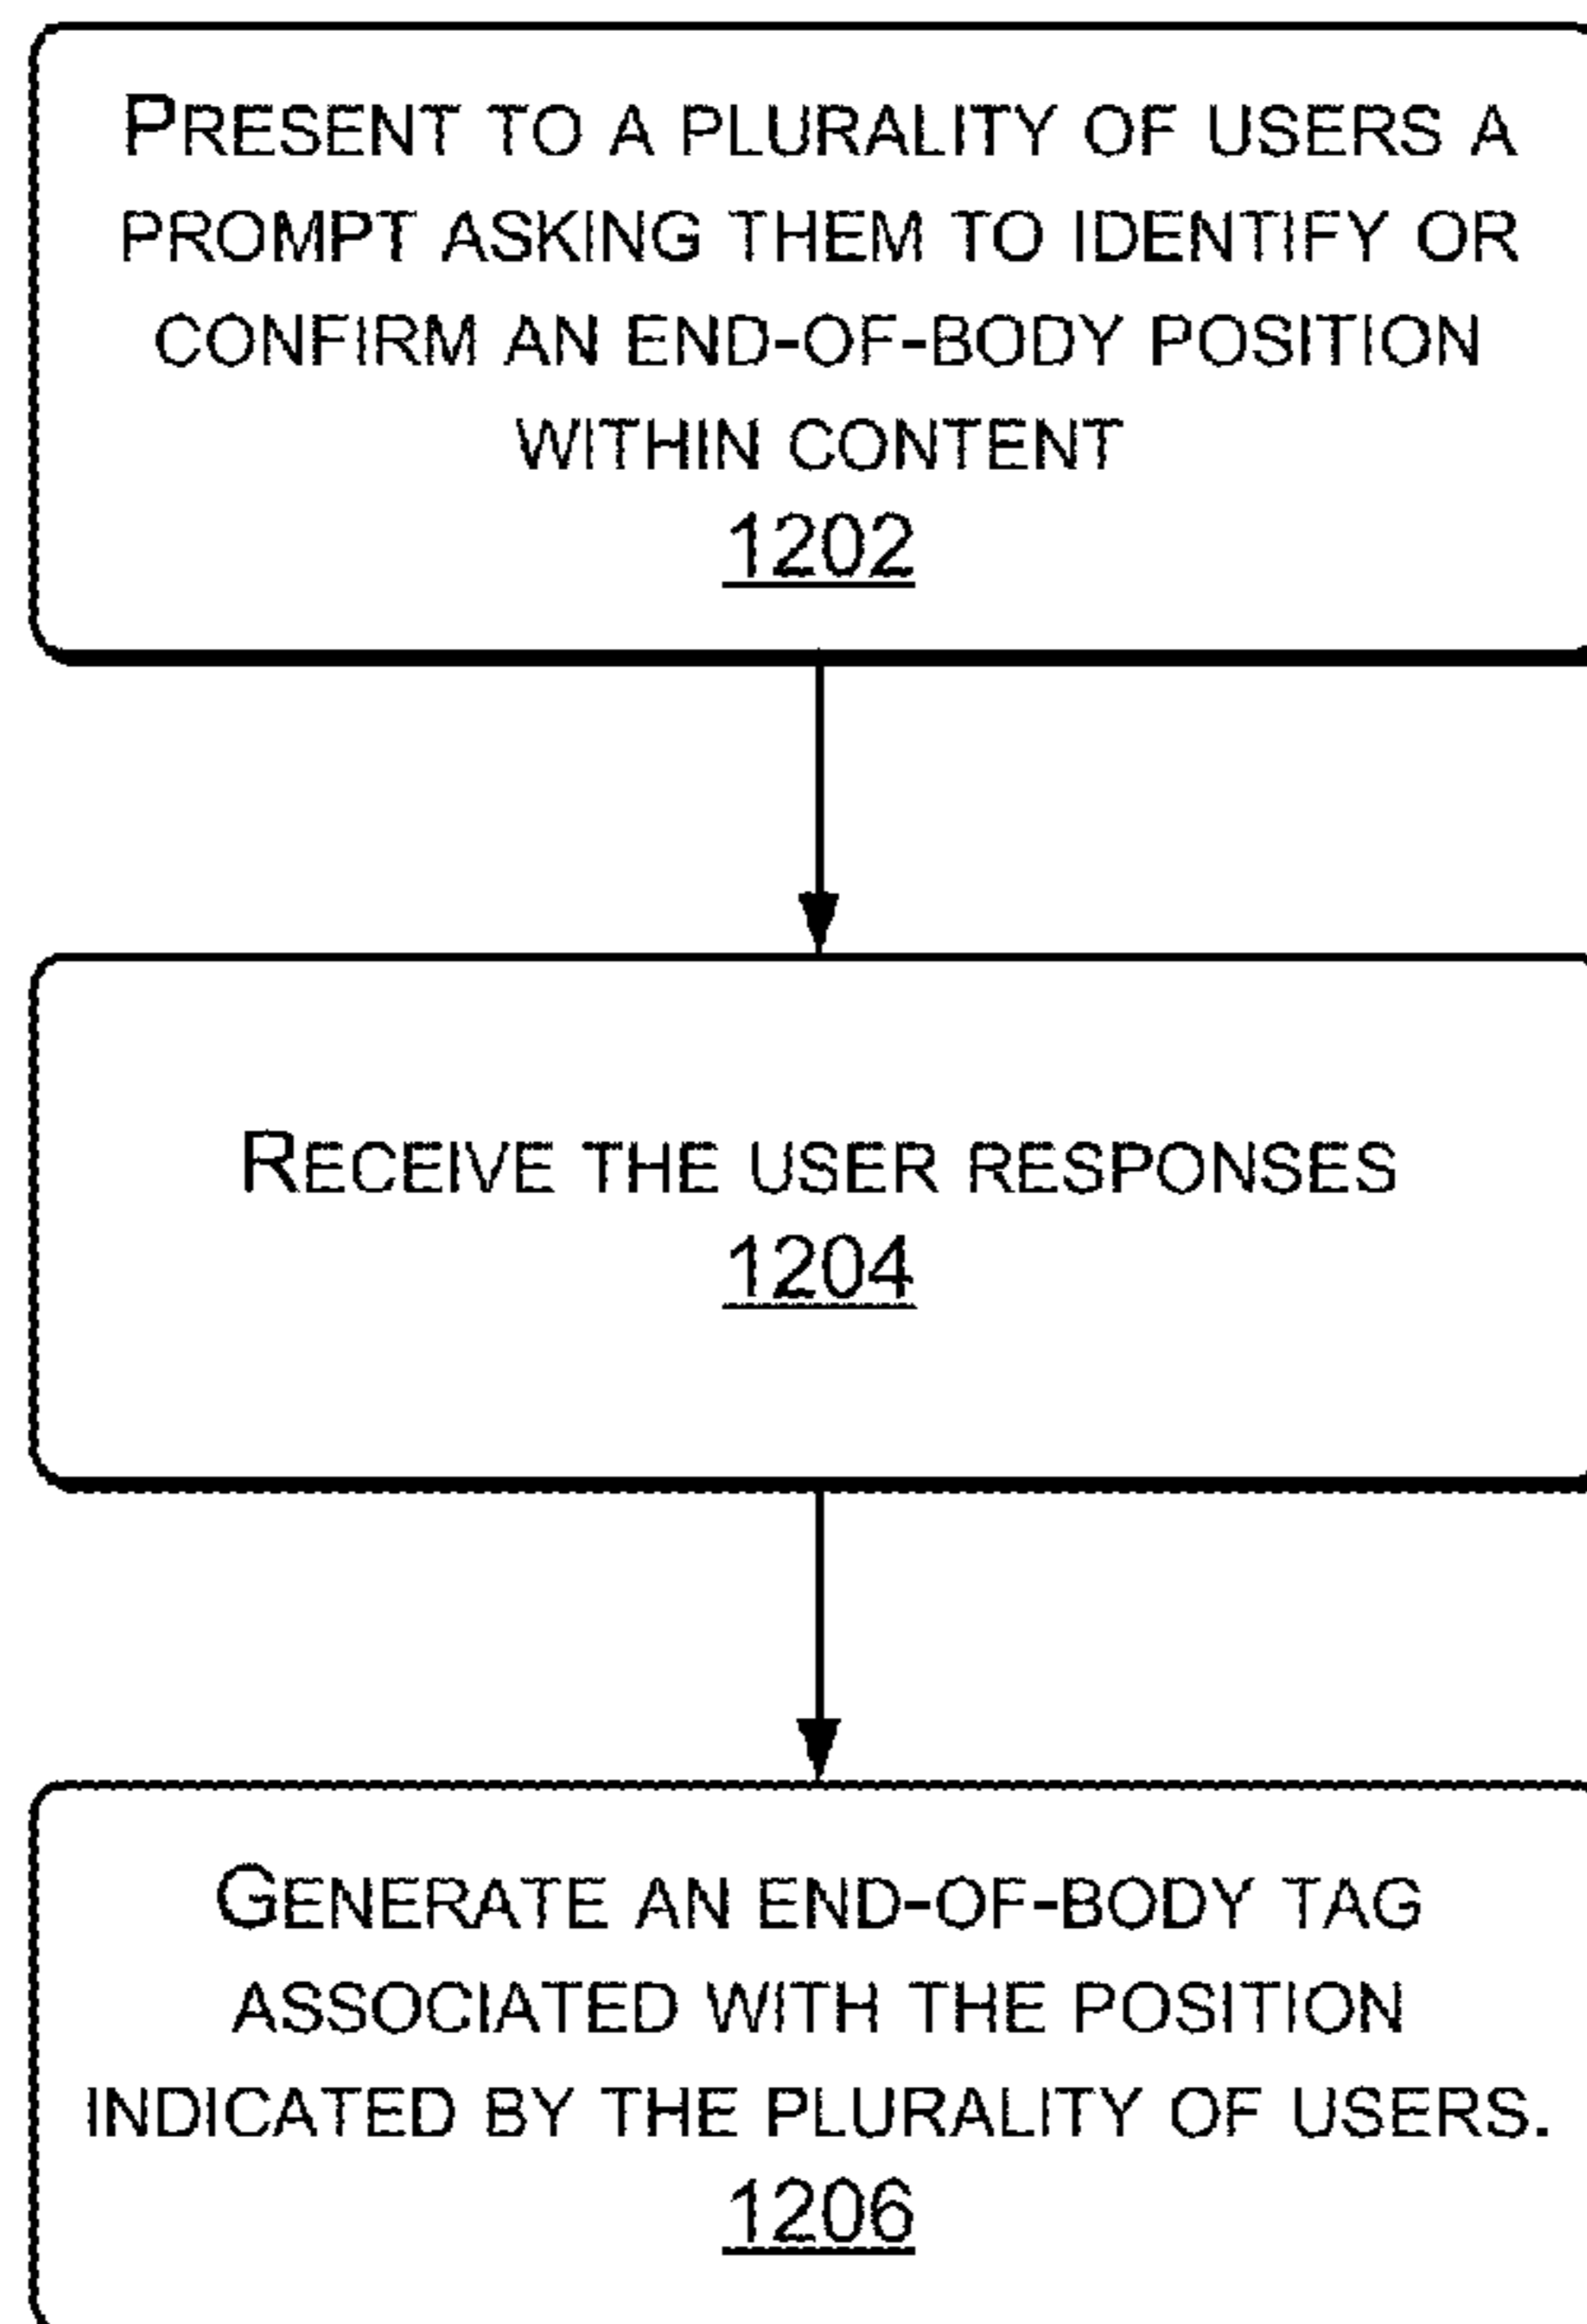 PRESENT TO A PLURALITY OF USERS A
PROMPT ASKING THEM TO IDENTIFY OR
CONFIRM AN END-OF-BODY POSITION
WITHIN CONTENT
1202
RECEIVE THE USER RESPONSES
1204
GENERATE AN END-OF-BODY TAG
ASSOCIATED WITH THE POSITION
INDICATED BY THE PLURALITY OF USERS.
1206